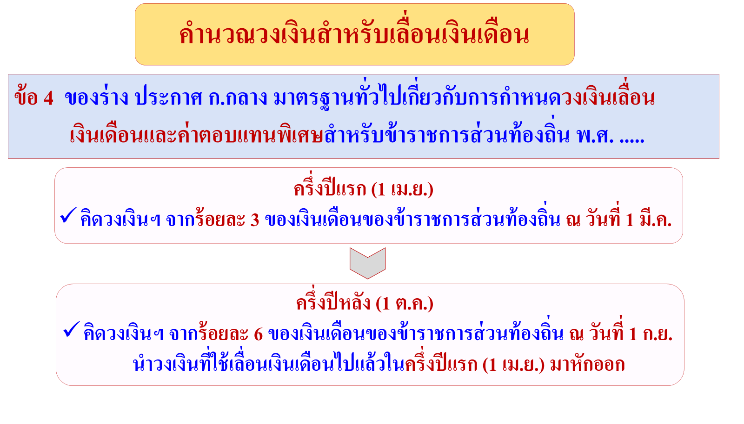 คำนวณวงเงินสำหรับเลื่อนเงินเดือน
ข้อ 4 ของร่าง ประกาศ ก.กลาง มาตรฐานทั่วไปเกี่ยวกับการกำหนดวงเงินเลื่อน
เงินเดือนและค่าตอบแทนพิเศษสำหรับข้าราชการส่วนท้องถิ่น พ.ศ. .....
ครึ่งปีแรก (1 เม.ย.)
✓ คิดวงเงินฯ จากร้อยละ 3 ของเงินเดือนของข้าราชการส่วนท้องถิ่น ณ วันที่ 1 มี.ค.
ครึ่งปีหลัง (1 ต.ค.)
✓ คิดวงเงินฯ จากร้อยละ 6 ของเงินเดือนของข้าราชการส่วนท้องถิ่น ณ วันที่ 1 ก.ย.
นำวงเงินที่ใช้เลื่อนเงินเดือนไปแล้วในครึ่งปีแรก (1 เม.ย.) มาหักออก